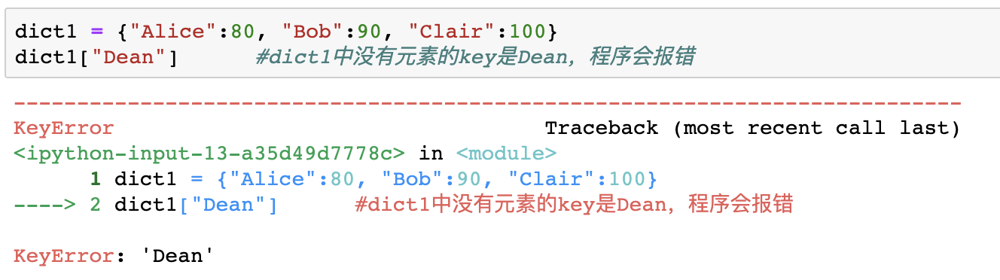 dict1 = {"Alice":80, "Bob":90, "Clair":100}
dict1["Dean"]      #dict1中没有元素的key是Dean，程序会报错
---------------------------------------------------------------------------
KeyError                                  Traceback (most recent call last)
<ipython-input-13-a35d49d7778c> in <module>
      1 dict1 = {"Alice":80, "Bob":90, "Clair":100}
----> 2 dict1["Dean"]      #dict1中没有元素的key是Dean，程序会报错
KeyError: 'Dean'